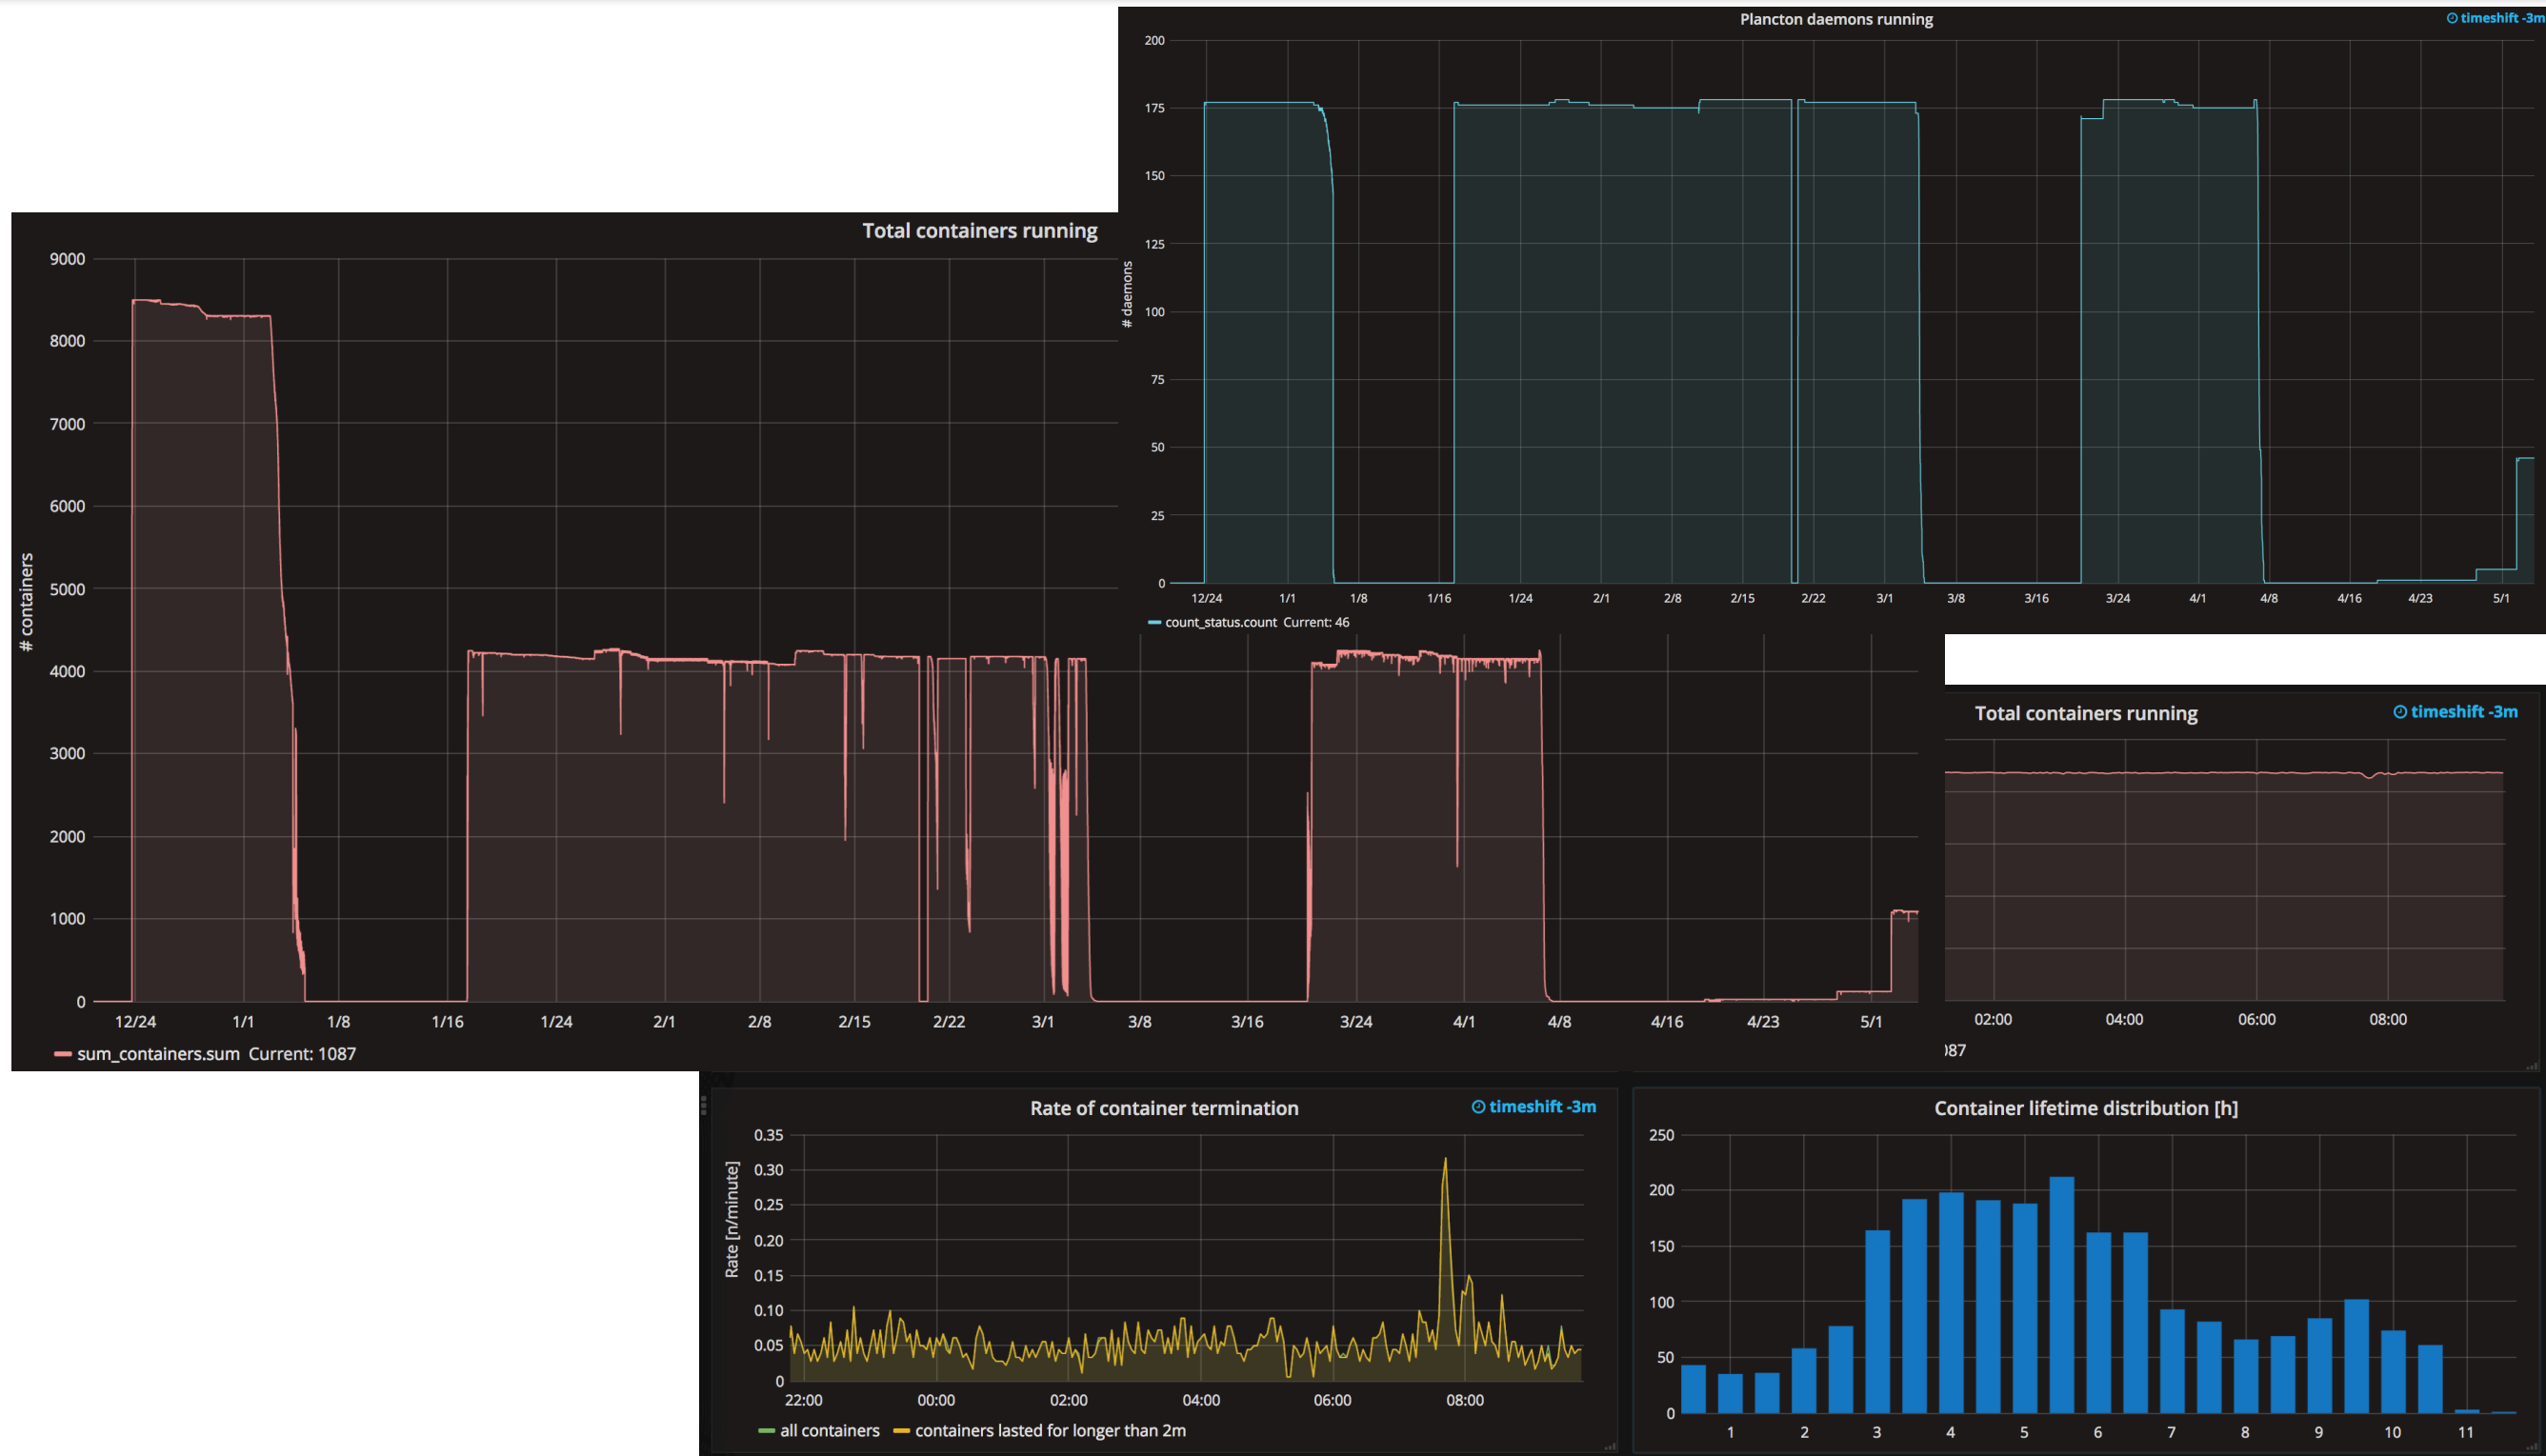 Plancton daemons running
timeshift -3m
200
175
150
125
100
75
50
25
0
# daemons
12/24 1/1 1/8 1/16 1/24 2/1 2/8 2/15 2/22 3/1 3/8 3/16 3/24 4/1 4/8 4/16 4/23 5/1
count_status.count Current: 46
Total containers running
9000
8000
7000
6000
5000
4000
3000
2000
1000
0
# containers
12/24 1/1 1/8 1/16 1/24 2/1 2/8 2/15 2/22 3/1 3/8 3/16 3/24 4/1 4/8 4/16 4/23 5/1
sum_containers.sum Current: 1087
Total containers running
timeshift -3m
02:00 04:00 06:00 08:00
087
Rate of container termination
timeshift -3m
0.35
0.30
0.25
0.20
0.15
0.10
0.05
0
Rate [n/minute]
22:00 00:00 02:00 04:00 06:00 08:00
all containers containers lasted for longer than 2m
Container lifetime distribution [h]
250
200
150
100
50
0
1 2 3 4 5 6 7 8 9 10 11